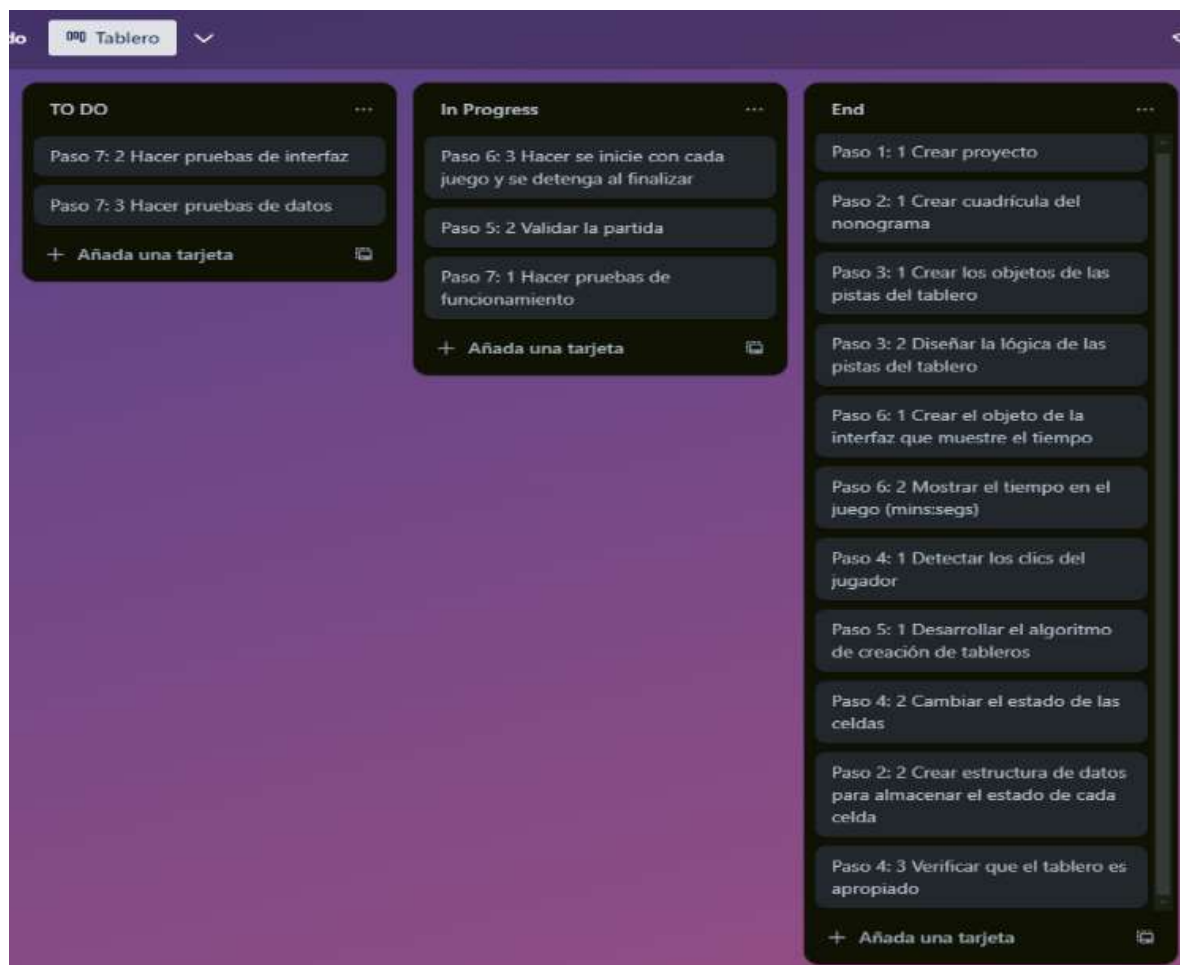 do
Tablero
TO DO
Paso 7: 2 Hacer pruebas de interfaz
Paso 7: 3 Hacer pruebas de datos
+ Añada una tarjeta
In Progress
Paso 6: 3 Hacer se inicie con cada
juego y se detenga al finalizar
Paso 5: 2 Validar la partida
Paso 7: 1 Hacer pruebas de
funcionamiento
+ Añada una tarjeta
End
Paso 1: 1 Crear proyecto
Paso 2: 1 Crear cuadrícula del
nonograma
Paso 3: 1 Crear los objetos de las
pistas del tablero
Paso 3: 2 Diseñar la lógica de las
pistas del tablero
Paso 6: 1 Crear el objeto de la
interfaz que muestre el tiempo
Paso 6: 2 Mostrar el tiempo en el
juego (mins:segs)
Paso 4: 1 Detectar los clics del
jugador
Paso 5: 1 Desarrollar el algoritmo
de creación de tableros
Paso 4: 2 Cambiar el estado de las
celdas
Paso 2: 2 Crear estructura de datos
para almacenar el estado de cada
celda
Paso 4: 3 Verificar que el tablero es
apropiado
+ Añada una tarjeta